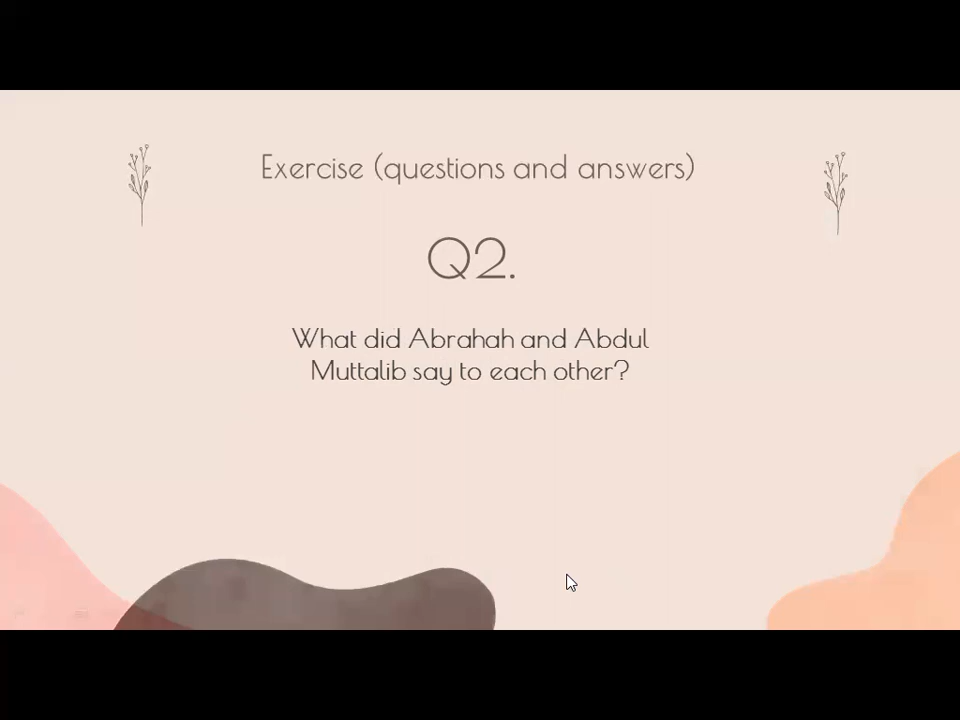 Exercise (questions and answers)
Q2.
What did Abrahah and Abdul
Muttalib say to each other?